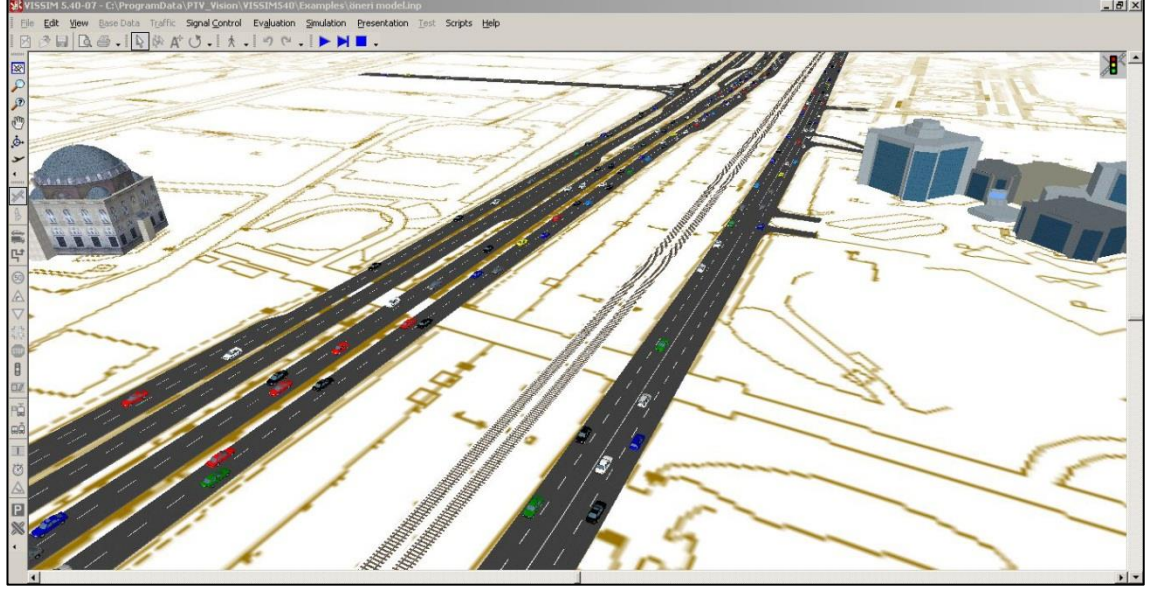 VISSIM 5.40-07 - C:\ProgramData\PTV_Vision\VISSIM540\Examples\iineri model.inp
File Edit View Base Data Traffic Signal Control Evaluation Simulation Presentation Test Scripts Help